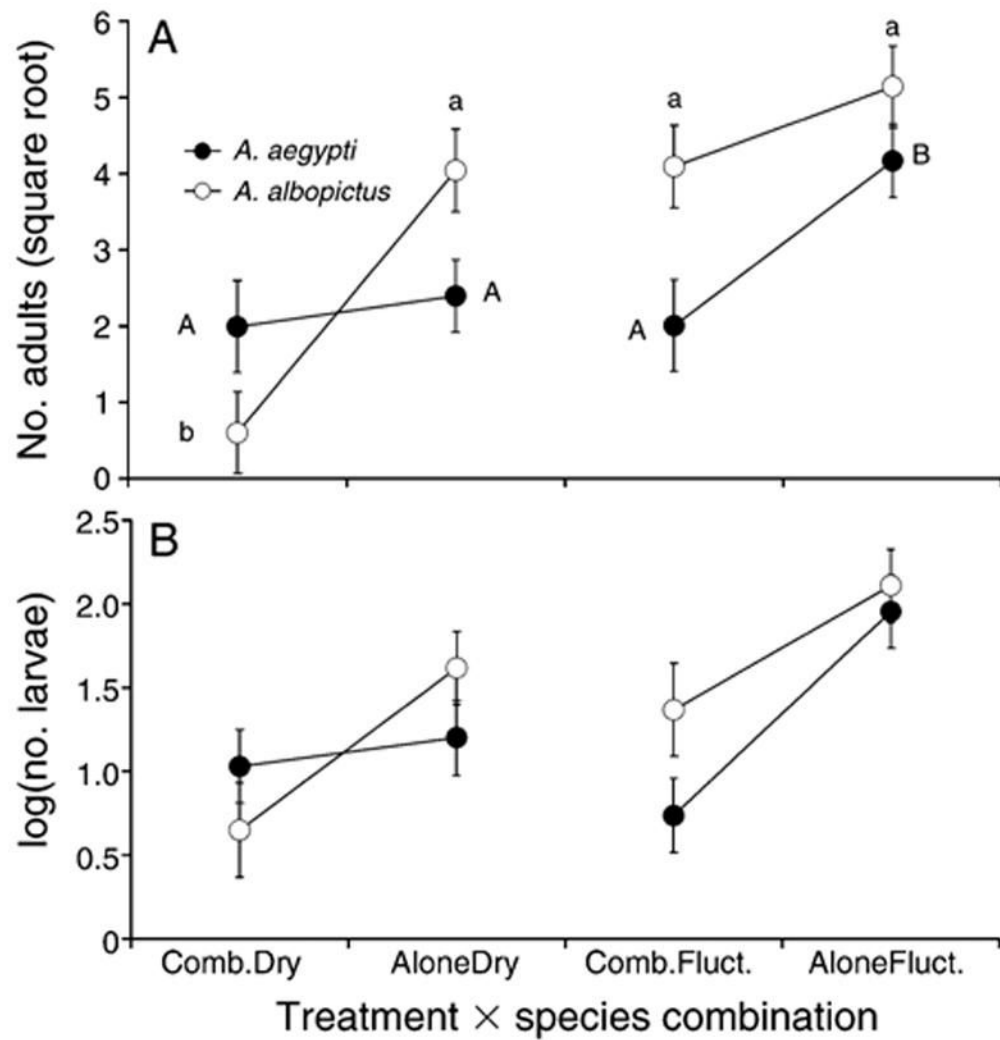 A
No. adults (square root)
6
5
4
3
2
1
0
A. aegypti
A. albopictus
A
b
a
A
a
A
a
B
B
log(no. larvae)
2.5
2.0
1.5
1.0
0.5
0
Comb.Dry AloneDry Comb.Fluct. AloneFluct.
Treatment × species combination